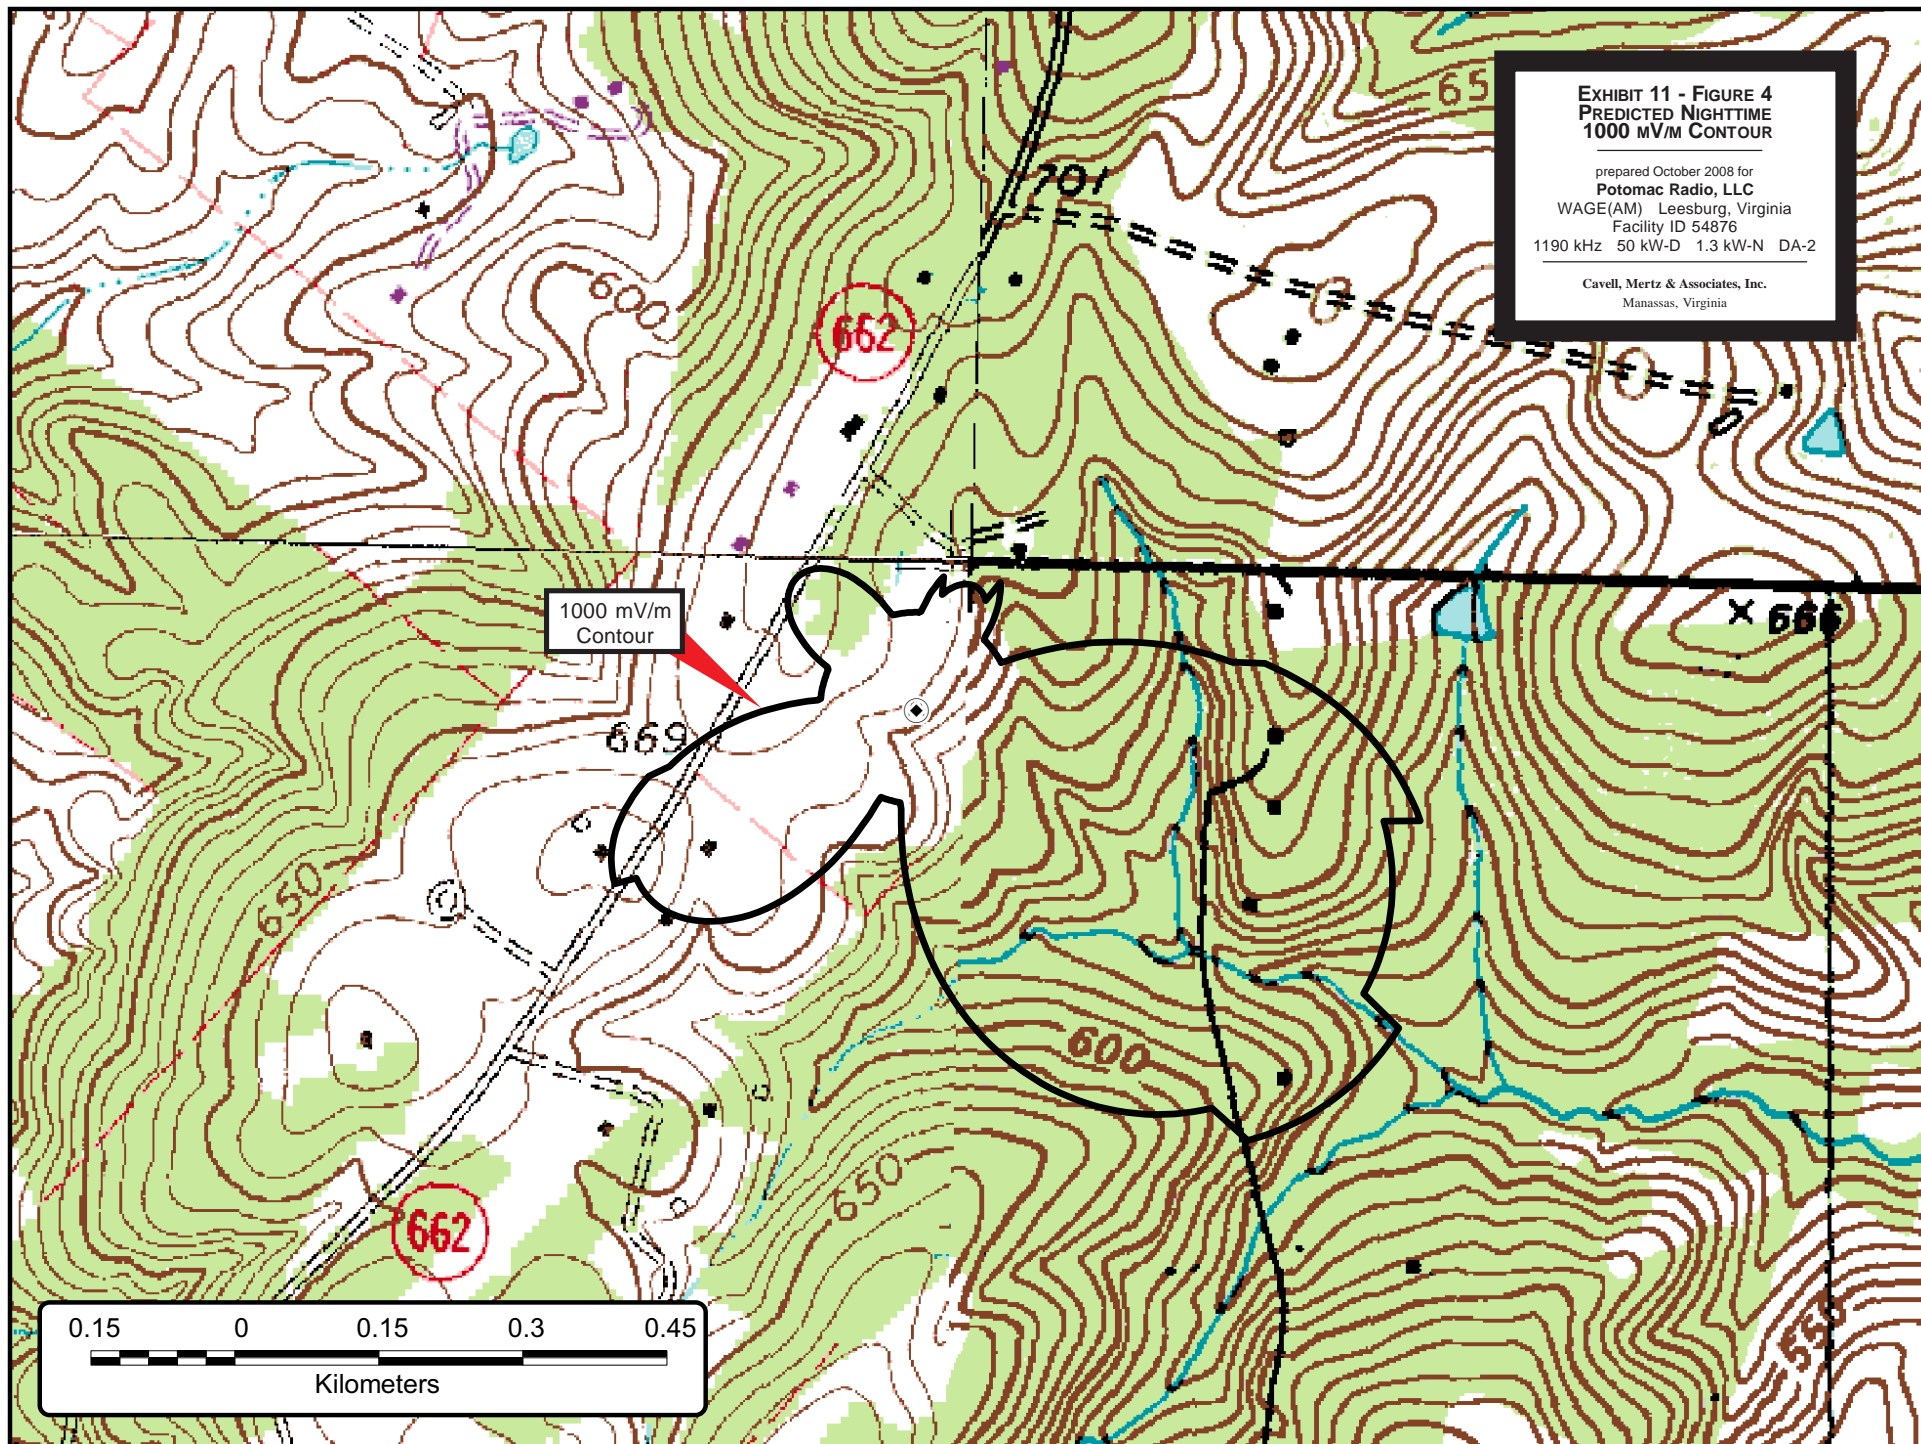 EXHIBIT 11 - FIGURE 4
PREDICTED NIGHTTIME
1000 MV/M CONTOUR
prepared October 2008 for
Potomac Radio, LLC
WAGE(AM) Leesburg, Virginia
Facility ID 54876
1190 kHz 50 kW-D 1.3 kW-N DA-2
Cavell, Mertz & Associates, Inc.
Manassas, Virginia
65
701
600
662
1000 mV/m
Contour
666
669
650
600
650
662
550
0.15 0 0.15 0.3 0.45
Kilometers